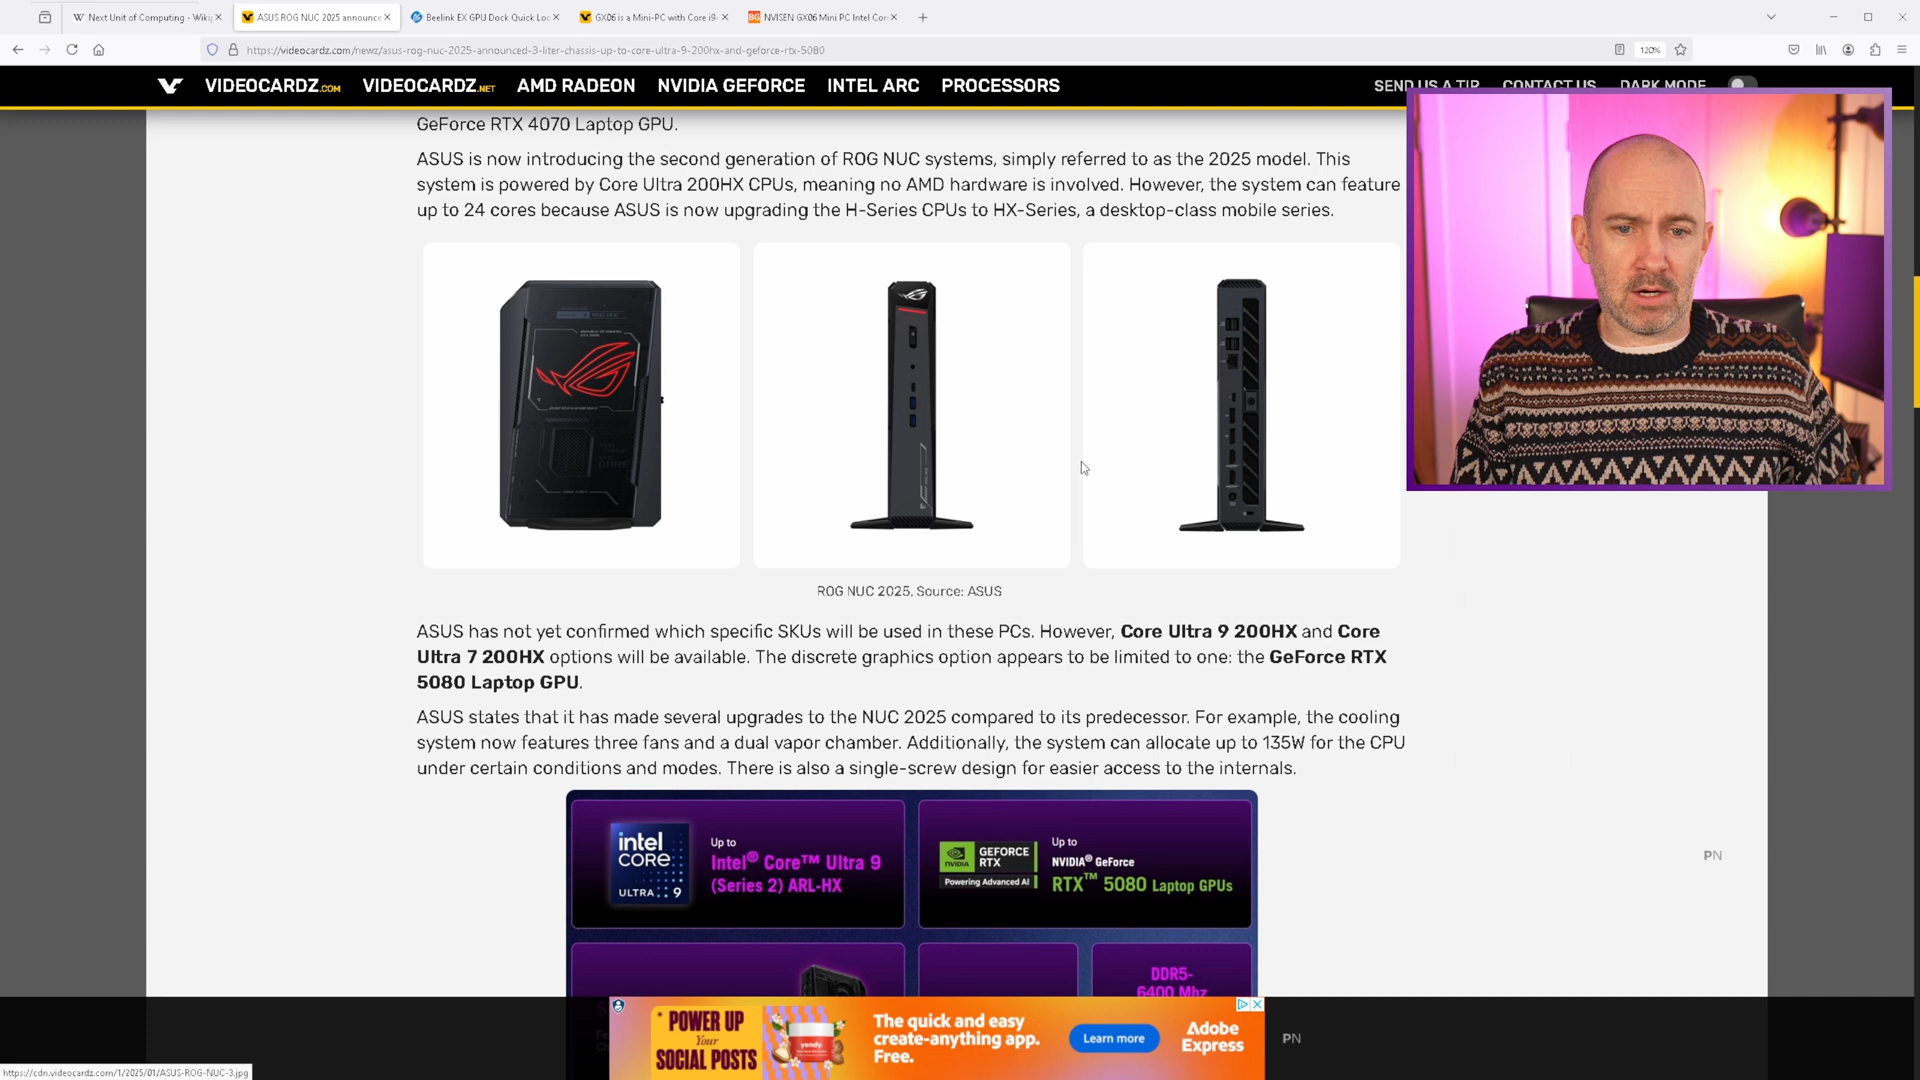 Next Unit of Computing - Wikip
ASUS ROG NUC 2025 announce
Beelink EX GPU Dock Quick Loo
GX06 is a Mini-PC with Core i9-
BG NVISEN GX06 Mini PC Intel Cor
https://videocardz.com/newz/asus-rog-nuc-2025-announced-3-liter-chassis-up-to-core-ultra-9-200hx-and-geforce-rtx-5080
120%
VIDEOCARDZ.COM VIDEOCARDZ.NET AMD RADEON NVIDIA GEFORCE INTEL ARC PROCESSORS
SEND US A TIP CONTACT US DARK MODE
GeForce RTX 4070 Laptop GPU.
ASUS is now introducing the second generation of ROG NUC systems, simply referred to as the 2025 model. This
system is powered by Core Ultra 200HX CPUs, meaning no AMD hardware is involved. However, the system can feature
up to 24 cores because ASUS is now upgrading the H-Series CPUs to HX-Series, a desktop-class mobile series.
ROG NUC 2025, Source: ASUS
ASUS has not yet confirmed which specific SKUs will be used in these PCs. However, Core Ultra 9 200HX and Core
Ultra 7 200HX options will be available. The discrete graphics option appears to be limited to one: the GeForce RTX
5080 Laptop GPU.
ASUS states that it has made several upgrades to the NUC 2025 compared to its predecessor. For example, the cooling
system now features three fans and a dual vapor chamber. Additionally, the system can allocate up to 135W for the CPU
under certain conditions and modes. There is also a single-screw design for easier access to the internals.
intel
CORE
ULTRA 9
Up to
Intel® Core™ Ultra 9
(Series 2) ARL-HX
NVIDIA
GEFORCE
RTX
Powering Advanced AI
Up to
NVIDIA® GeForce
RTX™ 5080 Laptop GPUs
DDR5-
6400 Mhz
PN
* POWER UP
Your
SOCIAL POSTS
yendy.
The quick and easy
create-anything app.
Free.
Learn more
Adobe
Express
PN
https://cdn.videocardz.com/1/2025/01/ASUS-ROG-NUC-3.jpg